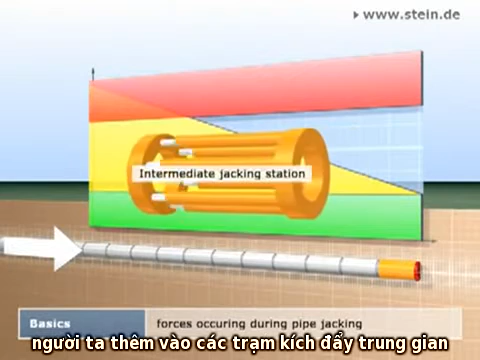 www.stein.de
Intermediate jacking station
Basics
forces occuring during pipe jacking
người ta thêm vào các trạm kích đẩy trung gian